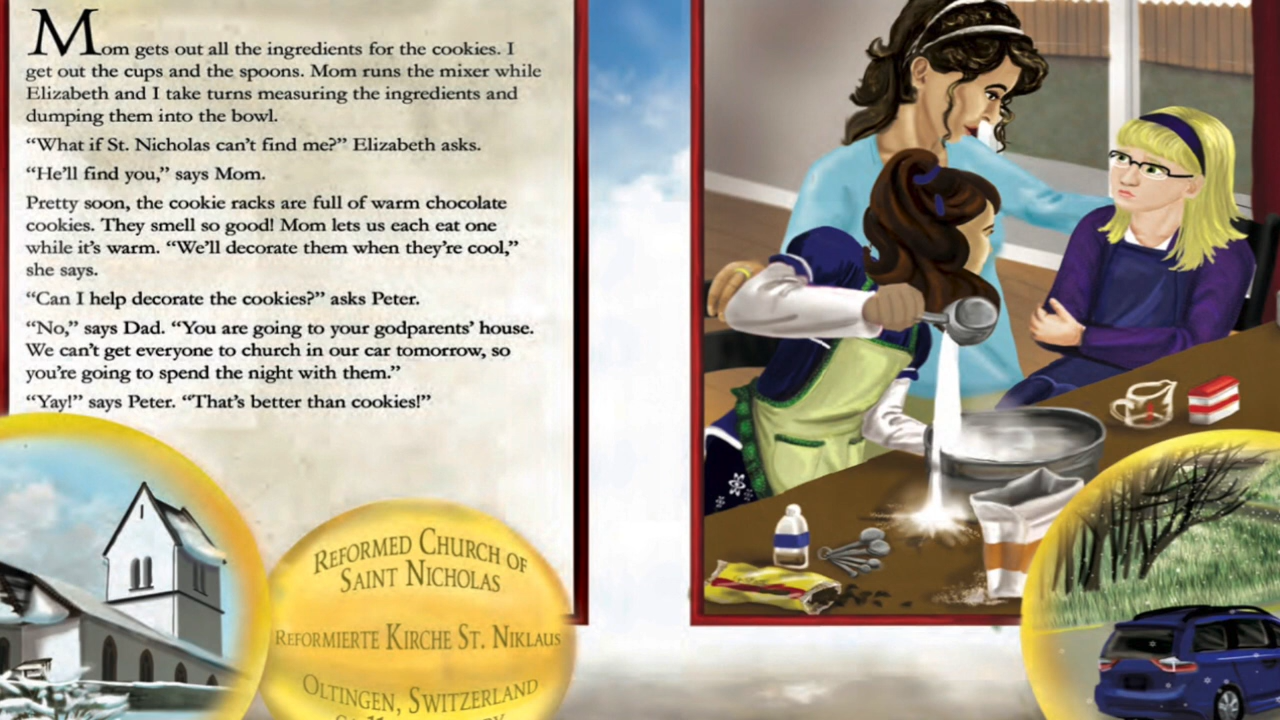 Mom gets out all the ingredients for the cookies. I
get out the cups and the spoons. Mom runs the mixer while
Elizabeth and I take turns measuring the ingredients and
dumping them into the bowl.
“What if St. Nicholas can’t find me?” Elizabeth asks.
“He’ll find you,” says Mom.
Pretty soon, the cookie racks are full of warm chocolate
cookies. They smell so good! Mom lets us each eat one
while it’s warm. “We’ll decorate them when they’re cool,”
she says.
“Can I help decorate the cookies?” asks Peter.
“No,” says Dad. “You are going to your godparents’ house.
We can’t get everyone to church in our car tomorrow, so
you’re going to spend the night with them.”
“Yay!” says Peter. “That’s better than cookies!”
Reformed Church of
Saint Nicholas
Reformierte Kirche St. Niklaus
Oltingen, Switzerland